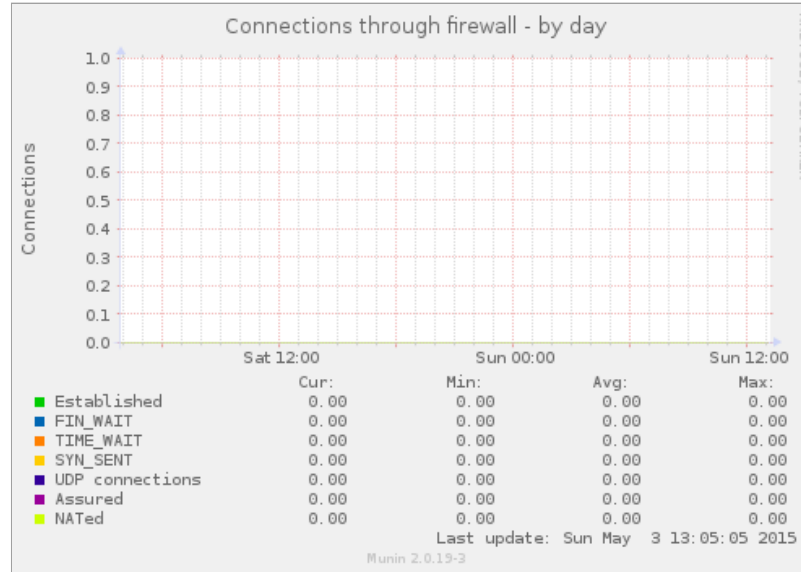 Connections through firewall - by day
Connections
1.0
0.9
0.8
0.7
0.6
0.5
0.4
0.3
0.2
0.1
0.0
Sat 12:00 Sun 00:00 Sun 12:00
Cur: Min: Avg: Max:
Established 0.00 0.00 0.00 0.00
FIN_WAIT 0.00 0.00 0.00 0.00
TIME_WAIT 0.00 0.00 0.00 0.00
SYN_SENT 0.00 0.00 0.00 0.00
UDP connections 0.00 0.00 0.00 0.00
Assured 0.00 0.00 0.00 0.00
NATed 0.00 0.00 0.00 0.00
Last update: Sun May 3 13:05:05 2015
Munin 2.0.19-3